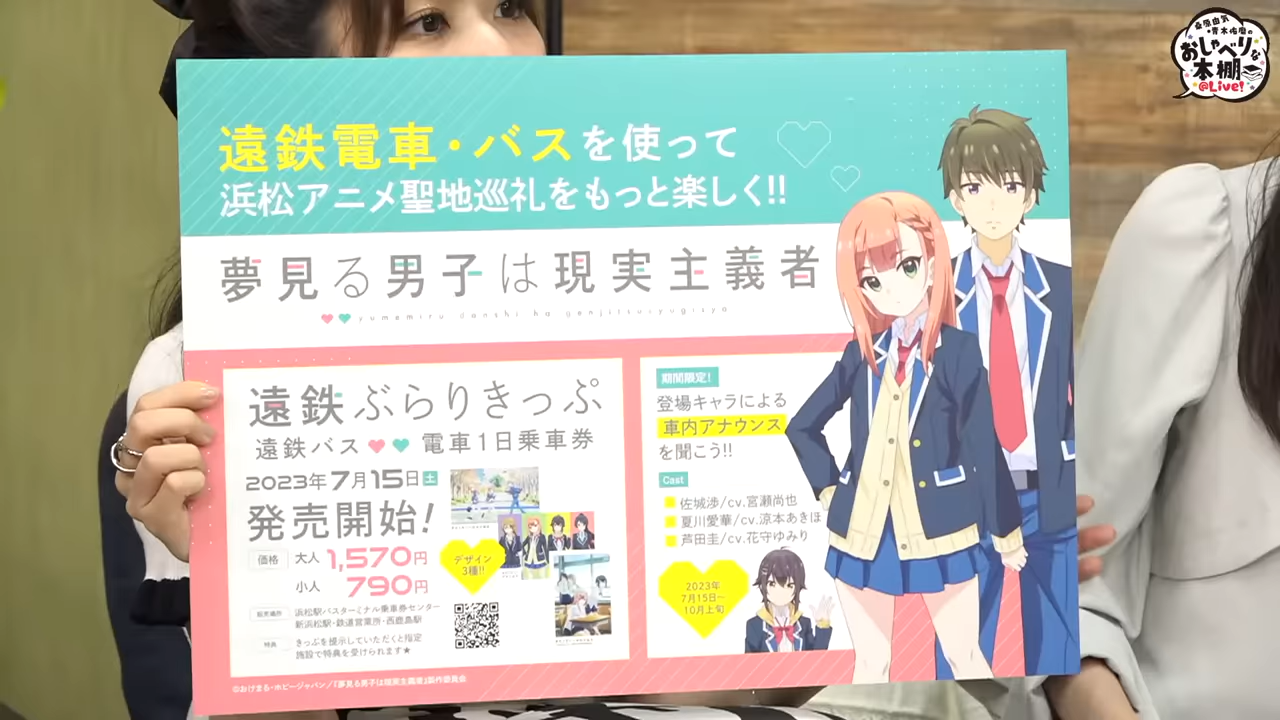 桑原由気
+青木佑磨の
おしゃべりな
本棚
@Live!
遠鉄電車・バスを使って
浜松アニメ聖地巡礼をもっと楽しく!!
夢見る男子は現実主義者
yumemiru danshi ha genjitsusyugisya
遠鉄ぶらりきっぷ
遠鉄バス 電車1日乗車券
2023年7月15日土
発売開始!
価格 大人 1,570円
小人 790円
デザイン
3種!!
販売場所 浜松駅バスターミナル乗車券センター
新浜松駅・鉄道営業所・西鹿島駅
特典 きっぷを提示していただくと指定
施設で特典を受けられます★
期間限定!
登場キャラによる
車内アナウンス
を聞こう!!
Cast
佐城渉/cv.宮瀬尚也
夏川愛華/cv.涼本あきほ
芦田圭/cv.花守ゆみり
2023年
7月15日〜
10月上旬
©おけまる・ホビージャパン/「夢見る男子は現実主義者」製作委員会